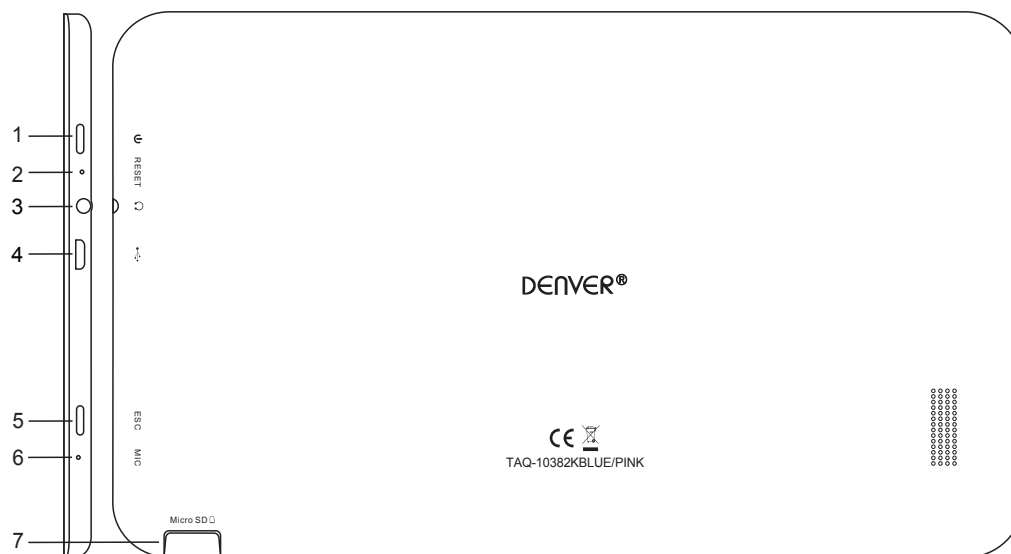 1
2
3
4
5
6
7
RESET
ESC
MIC
Micro SD
DENVER®
CE
TAQ-10382KBLUE/PINK